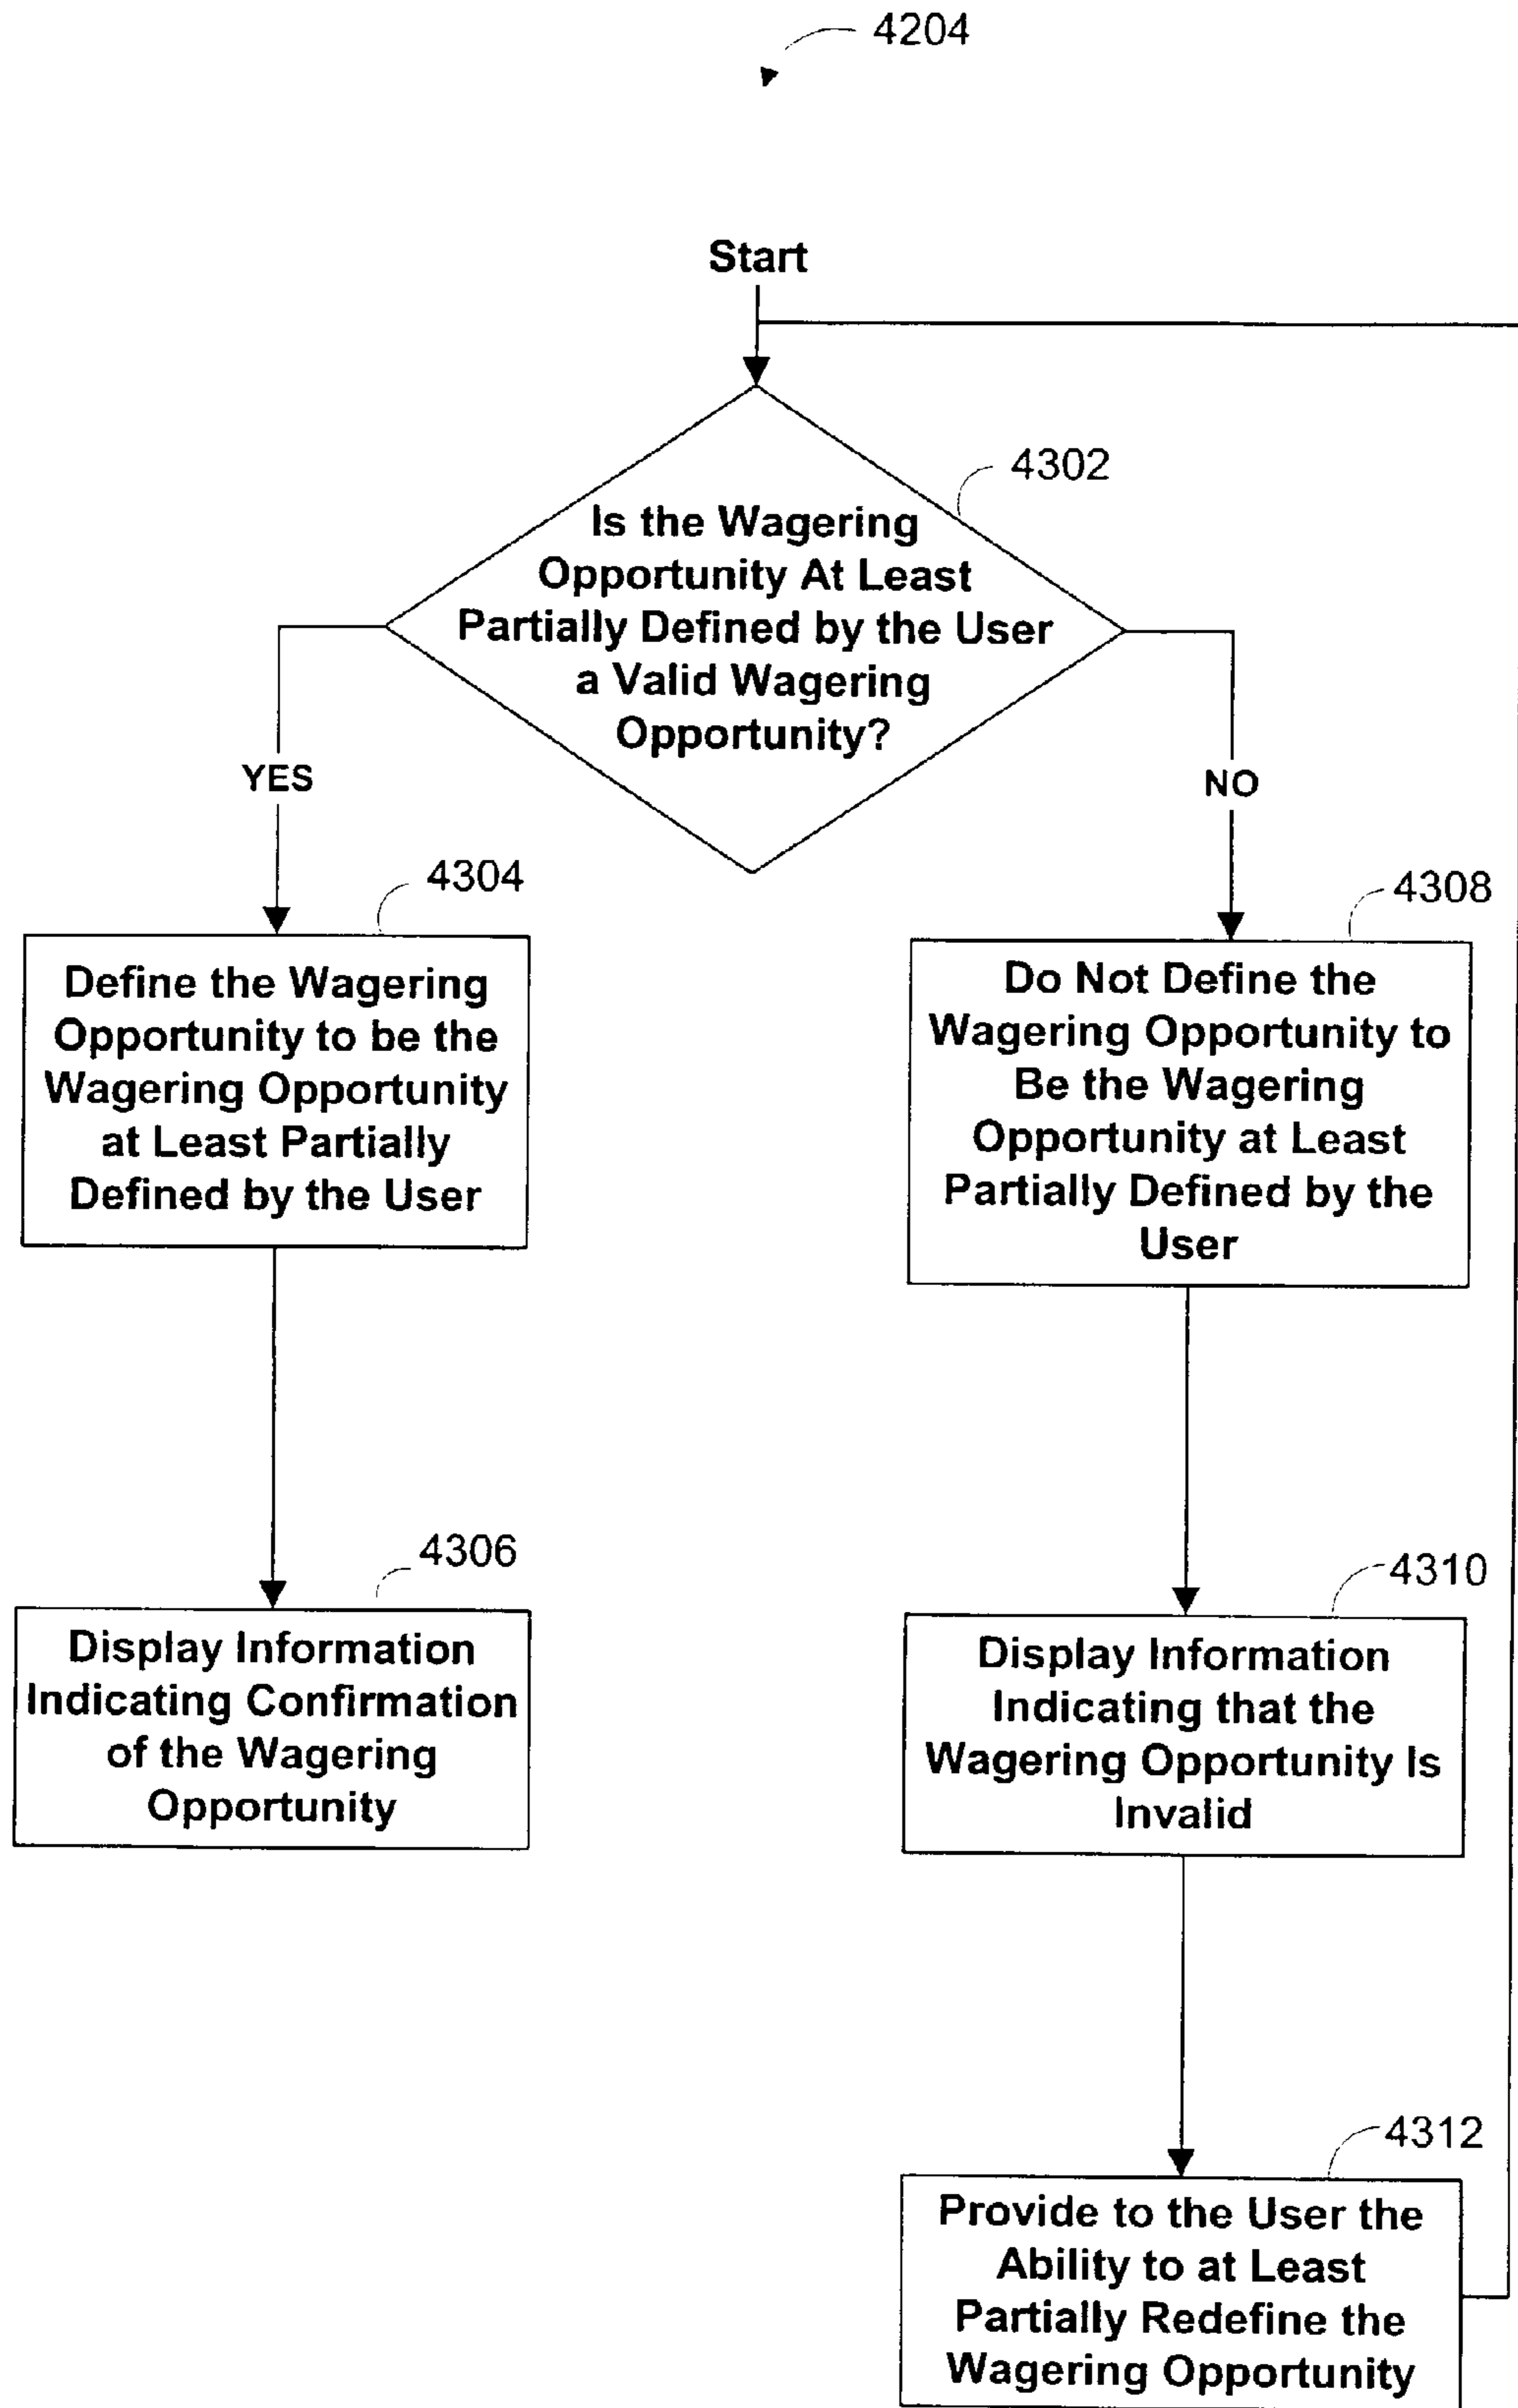 4204
Start
4302
Is the Wagering
Opportunity At Least
Partially Defined by the User
a Valid Wagering
Opportunity?
YES
NO
4304
Define the Wagering
Opportunity to be the
Wagering Opportunity
at Least Partially
Defined by the User
4308
Do Not Define the
Wagering Opportunity to
Be the Wagering
Opportunity at Least
Partially Defined by the
User
4306
Display Information
Indicating Confirmation
of the Wagering
Opportunity
4310
Display Information
Indicating that the
Wagering Opportunity Is
Invalid
4312
Provide to the User the
Ability to at Least
Partially Redefine the
Wagering Opportunity